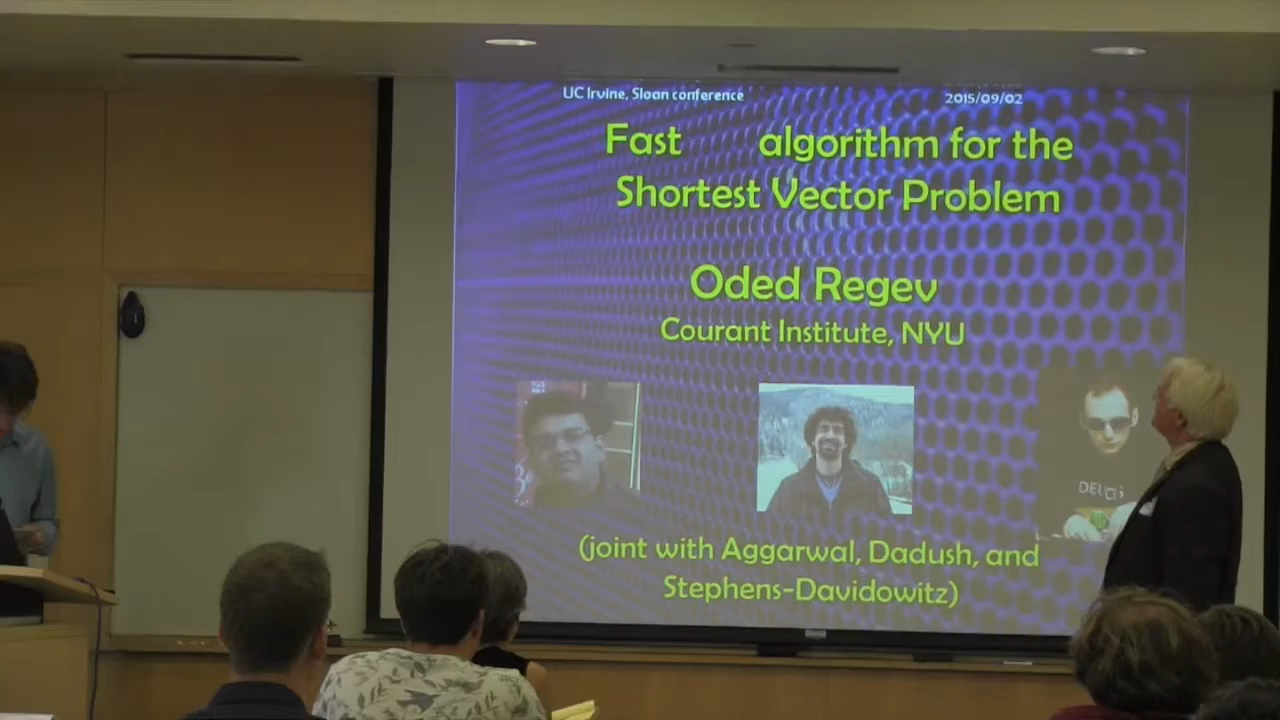 UC Irvine, Sloan conference
2015/09/02
Fast algorithm for the
Shortest Vector Problem
Oded Regev
Courant Institute, NYU
(joint with Aggarwal, Dadush, and
Stephens-Davidowitz)